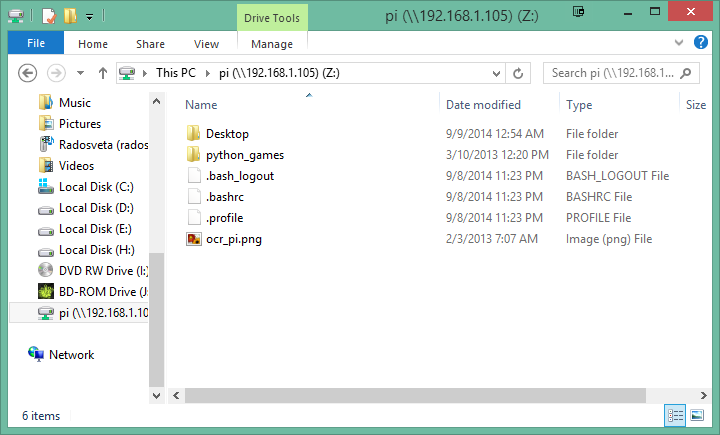 Drive Tools
pi (\\192.168.1.105) (Z:)
File Home Share View Manage
This PC pi (\\192.168.1.105) (Z:)
Search pi (\\192.168.1....
Music
Pictures
Radosveta (rados
Videos
Local Disk (C:)
Local Disk (D:)
Local Disk (E:)
Local Disk (H:)
DVD RW Drive (I:
BD-ROM Drive (J:
pi (\\192.168.1.10
Network
Name Date modified Type Size
Desktop 9/9/2014 12:54 AM File folder
python_games 3/10/2013 12:20 PM File folder
.bash_logout 9/8/2014 11:23 PM BASH_LOGOUT File
.bashrc 9/8/2014 11:23 PM BASHRC File
.profile 9/8/2014 11:23 PM PROFILE File
ocr_pi.png 2/3/2013 7:07 AM Image (png) File
6 items